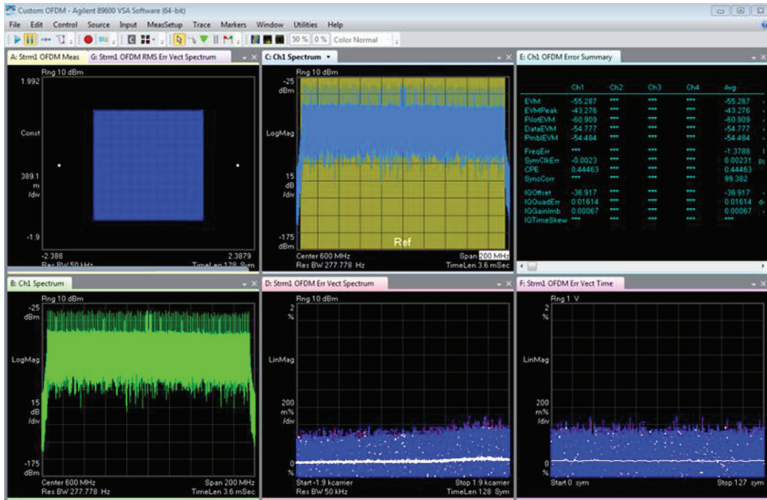 Custom OFDM - Agilent 89600 VSA Software (64-bit)
File Edit Control Source Input MeasSetup Trace Markers Window Utilities Help
50 % 0 % Color Normal
A: Strm1 OFDM Meas G: Strm1 OFDM RMS Err Vect Spectrum
Rng 10 dBm
1.992
Const
389.1
m
/div
-1.9
-2.388 2.3879
Res BW 50 kHz TimeLen 128 Sym
C: Ch1 Spectrum
Rng 10 dBm
-25
dBm
LogMag
15
dB
/div
-175
dBm
Ref
Center 600 MHz Span 200 MHz
Res BW 277.778 Hz TimeLen 3.6 mSec
E: Ch1 OFDM Error Summary
Ch1 Ch2 Ch3 Ch4 Avg
EVM -55.287 *** *** *** -55.287
EVMPeak -43.276 *** *** *** -43.276
PilotEVM -60.909 *** *** *** -60.909
DataEVM -54.777 *** *** *** -54.777
PmblEVM -54.484 *** *** *** -54.484
FreqErr *** *** *** *** -1.3788
SymClkErr -0.0023 *** *** *** 0.00231
CPE 0.44463 *** *** *** 0.44463
SyncCorr *** *** *** *** 99.382
IQOffset -36.917 *** *** *** -36.917
IQQuadErr 0.01614 *** *** *** 0.01614
IQGainImb 0.00067 *** *** *** 0.00067
IQTimeSkew *** *** *** *** ***
B: Ch1 Spectrum
Rng 10 dBm
-25
dBm
LogMag
15
dB
/div
-175
dBm
Center 600 MHz Span 200 MHz
Res BW 277.778 Hz TimeLen 3.6 mSec
D: Strm1 OFDM Err Vect Spectrum
Rng 10 dBm
2
%
LinMag
200
m%
/div
0
%
Start -1.9 kcarrier Stop 1.9 kcarrier
Res BW 50 kHz TimeLen 128 Sym
F: Strm1 OFDM Err Vect Time
Rng 1 V
2
%
LinMag
200
m%
/div
0
%
Start 0 sym Stop 127 sym